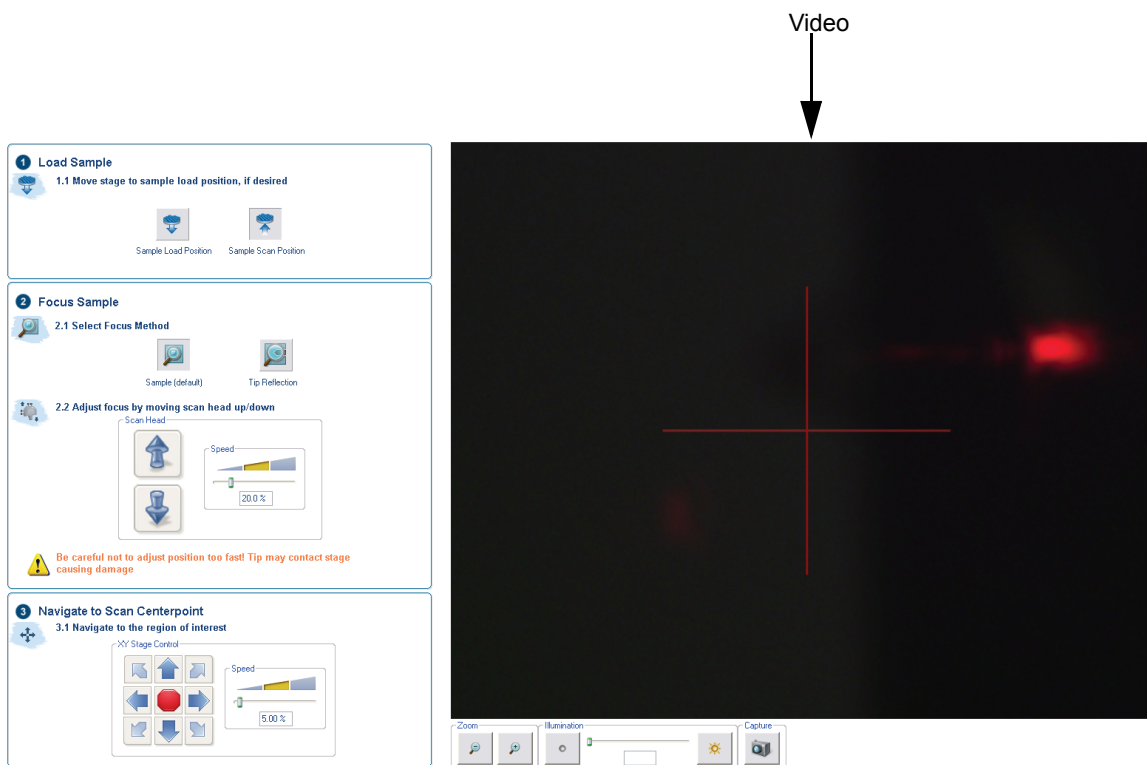 Video
1 Load Sample
1.1 Move stage to sample load position, if desired
Sample Load Position
Sample Scan Position
2 Focus Sample
2.1 Select Focus Method
Sample (default)
Tip Reflection
2.2 Adjust focus by moving scan head up/down
Scan Head
Speed
20.0 %
Be careful not to adjust position too fast! Tip may contact stage
causing damage
3 Navigate to Scan Centerpoint
3.1 Navigate to the region of interest
XY Stage Control
Speed
5.00 %
Zoom
Illumination
Capture